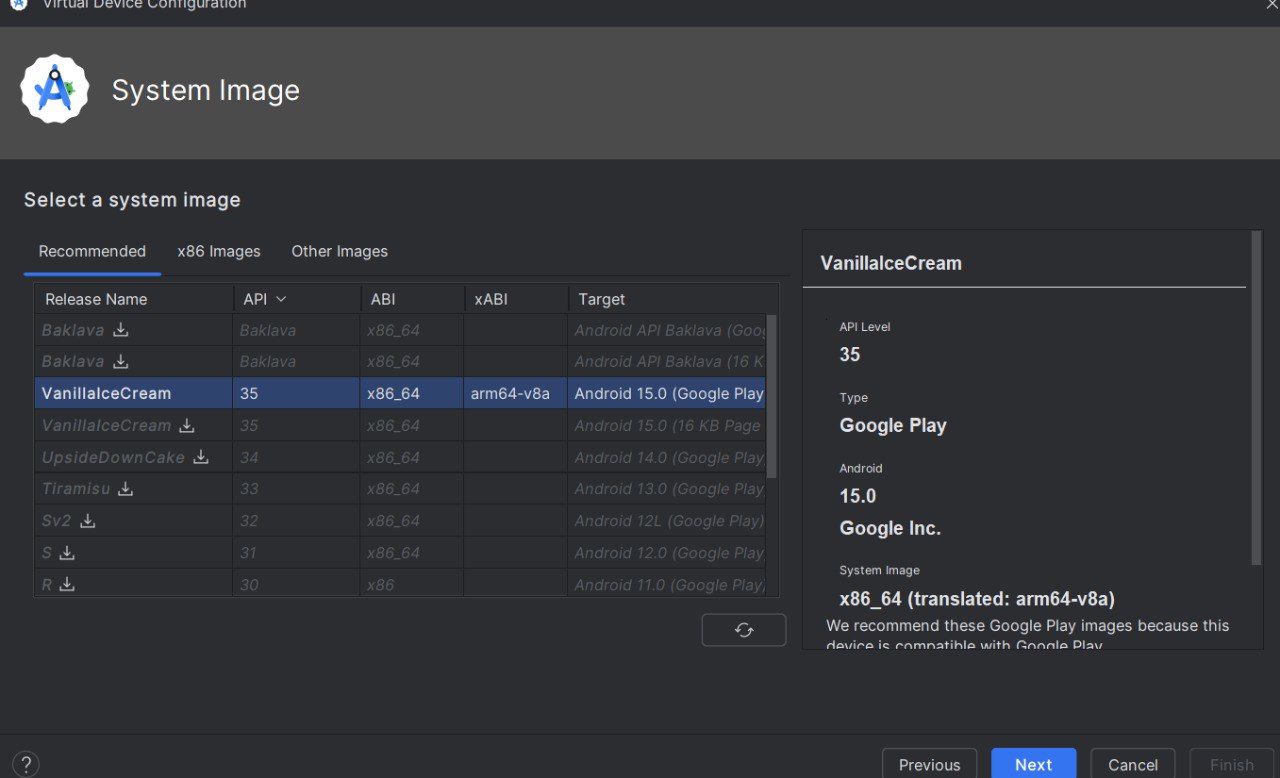 Virtual Device Configuration
System Image
Select a system image
Recommended x86 Images Other Images
Release Name API ABI xABI Target
Baklava Baklava x86_64 Android API Baklava (Goog
Baklava Baklava x86_64 Android API Baklava (16 K
VanillaIceCream 35 x86_64 arm64-v8a Android 15.0 (Google Play
VanillaIceCream 35 x86_64 Android 15.0 (16 KB Page
UpsideDownCake 34 x86_64 Android 14.0 (Google Play
Tiramisu 33 x86_64 Android 13.0 (Google Play
Sv2 32 x86_64 Android 12L (Google Play)
S 31 x86_64 Android 12.0 (Google Play
R 30 x86 Android 11.0 (Google Play)
VanillaIceCream
API Level
35
Type
Google Play
Android
15.0
Google Inc.
System Image
x86_64 (translated: arm64-v8a)
We recommend these Google Play images because this
device is compatible with Google Play
? Previous Next Cancel Finish